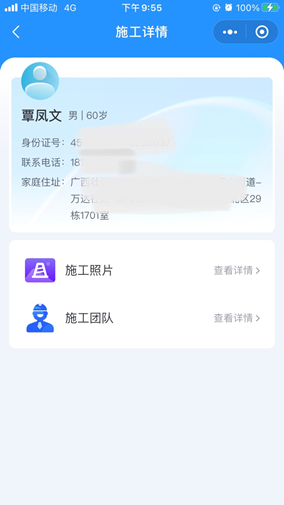 中国移动 4G 下午9:55 100%
施工详情
覃凤文 男 | 60岁
身份证号：45
联系电话：18
家庭住址：广西 街道-
万达 北区29
栋1701室
施工照片 查看详情
施工团队 查看详情